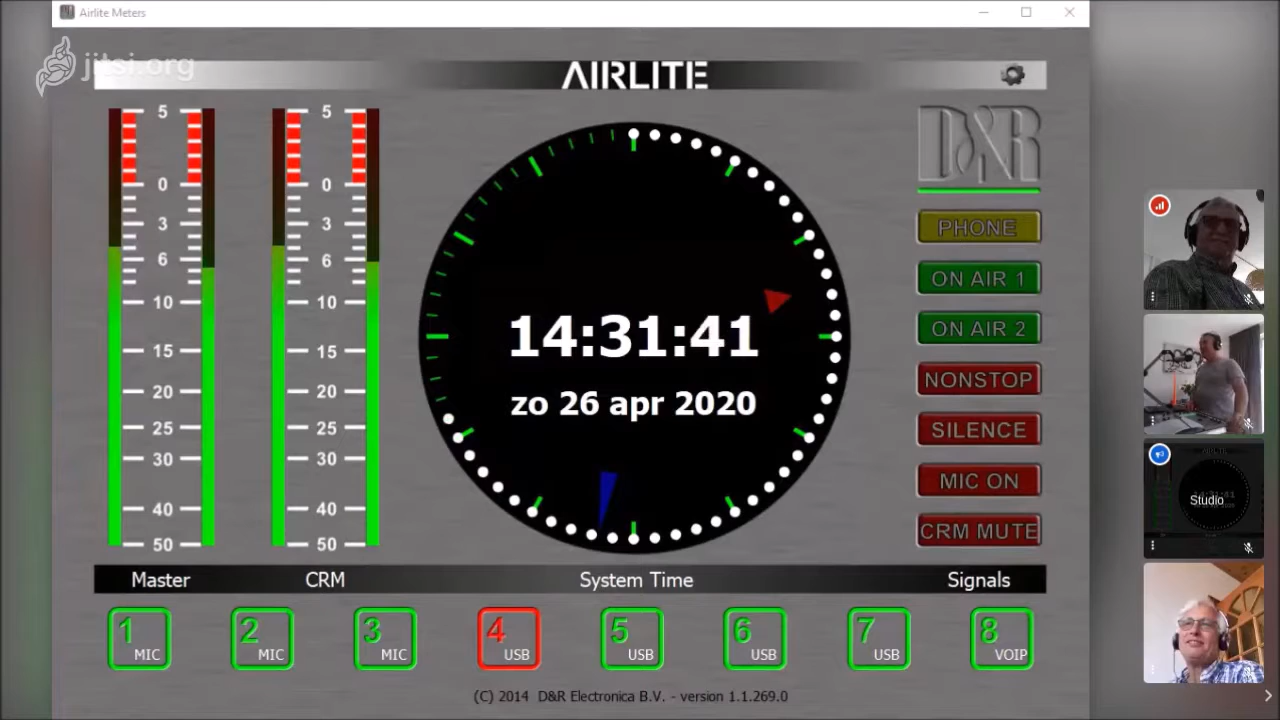 Airlite Meters
jitsi.org
AIRLITE
5 5
0 0
3 3
6 6
10 10
15 15
20 20
25 25
30 30
40 40
50 50
14:31:41
zo 26 apr 2020
D&R
PHONE
ON AIR 1
ON AIR 2
NONSTOP
SILENCE
MIC ON
CRM MUTE
Master CRM System Time Signals
1 MIC
2 MIC
3 MIC
4 USB
5 USB
6 USB
7 USB
8 VOIP
(C) 2014 D&R Electronica B.V. - version 1.1.269.0
Studio